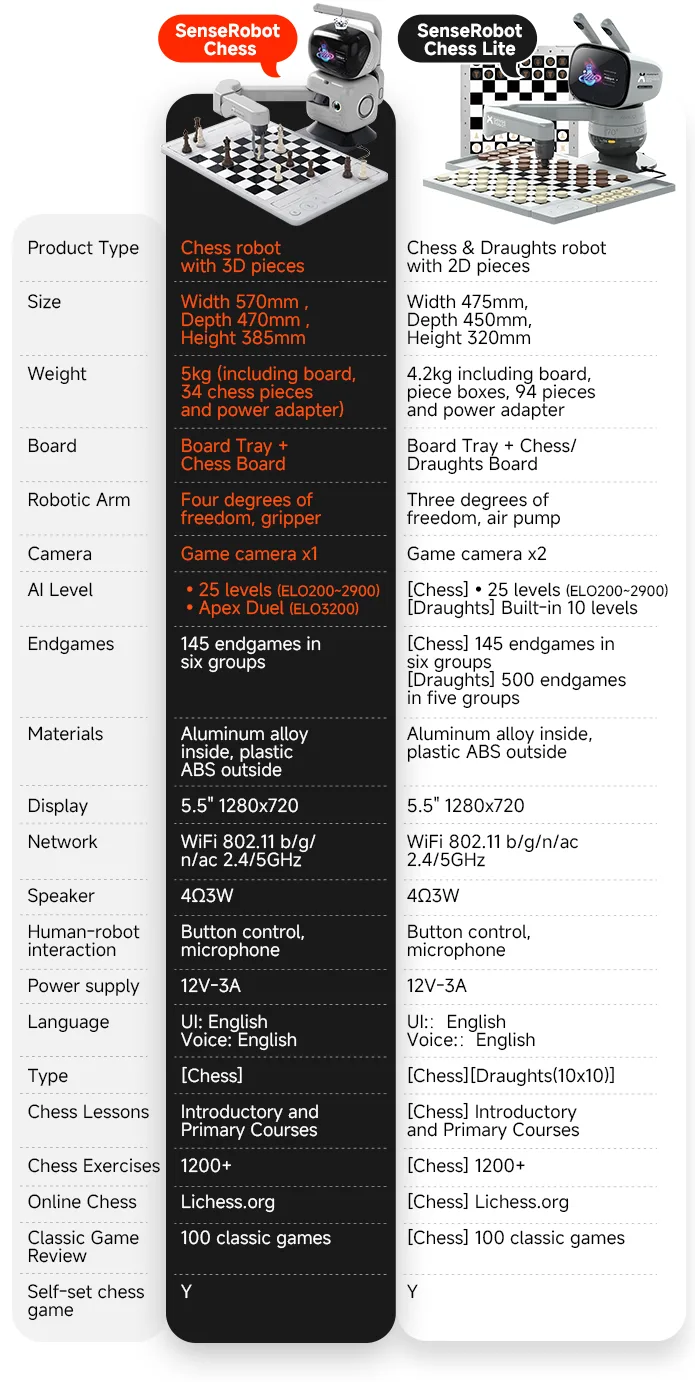 SenseRobot
Chess
SenseRobot
Chess Lite
Product Type
Chess robot
with 3D pieces
Chess & Draughts robot
with 2D pieces
Size
Width 570mm ,
Depth 470mm ,
Height 385mm
Width 475mm,
Depth 450mm,
Height 320mm
Weight
5kg (including board,
34 chess pieces
and power adapter)
4.2kg including board,
piece boxes, 94 pieces
and power adapter
Board
Board Tray +
Chess Board
Board Tray + Chess/
Draughts Board
Robotic Arm
Four degrees of
freedom, gripper
Three degrees of
freedom, air pump
Camera
Game camera x1
Game camera x2
AI Level
• 25 levels (ELO200~2900)
• Apex Duel (ELO3200)
[Chess] • 25 levels (ELO200~2900)
[Draughts] Built-in 10 levels
Endgames
145 endgames in
six groups
[Chess] 145 endgames in
six groups
[Draughts] 500 endgames
in five groups
Materials
Aluminum alloy
inside, plastic
ABS outside
Aluminum alloy inside,
plastic ABS outside
Display
5.5" 1280x720
5.5" 1280x720
Network
WiFi 802.11 b/g/
n/ac 2.4/5GHz
WiFi 802.11 b/g/n/ac
2.4/5GHz
Speaker
4Ω3W
4Ω3W
Human-robot
interaction
Button control,
microphone
Button control,
microphone
Power supply
12V-3A
12V-3A
Language
UI: English
Voice: English
UI:： English
Voice:： English
Type
[Chess]
[Chess][Draughts(10x10)]
Chess Lessons
Introductory and
Primary Courses
[Chess] Introductory
and Primary Courses
Chess Exercises
1200+
[Chess] 1200+
Online Chess
Lichess.org
[Chess] Lichess.org
Classic Game
Review
100 classic games
[Chess] 100 classic games
Self-set chess
game
Y
Y